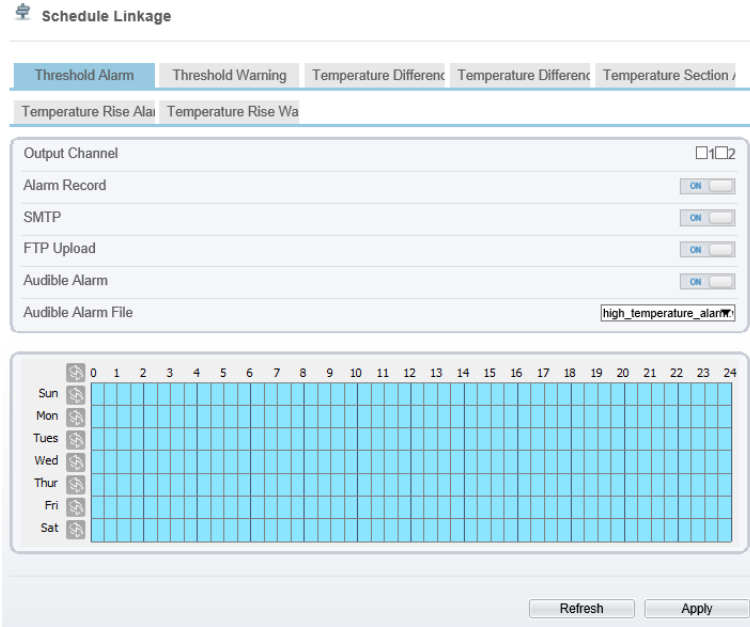 Schedule Linkage
Threshold Alarm Threshold Warning Temperature Differenc Temperature Differenc Temperature Section
Temperature Rise Ala Temperature Rise Wa
Output Channel 1 2
Alarm Record ON
SMTP ON
FTP Upload ON
Audible Alarm ON
Audible Alarm File high_temperature_alarm
0 1 2 3 4 5 6 7 8 9 10 11 12 13 14 15 16 17 18 19 20 21 22 23 24
Sun
Mon
Tues
Wed
Thur
Fri
Sat
Refresh Apply